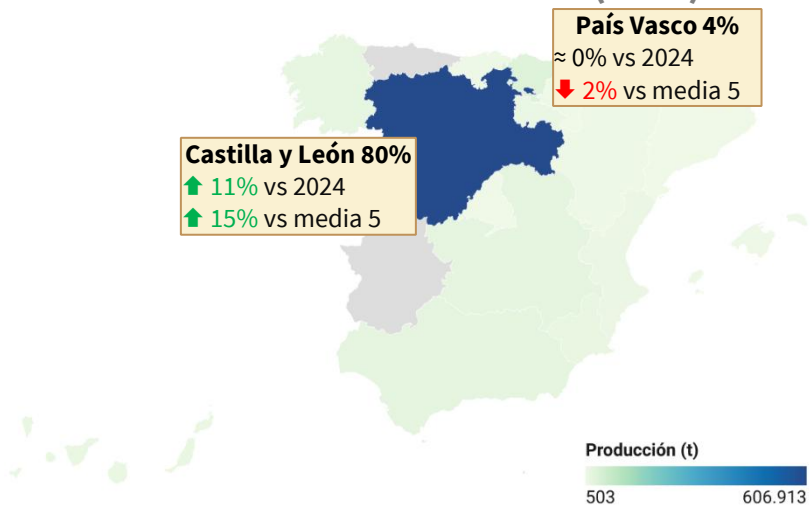 País Vasco 4%
≈ 0% vs 2024
2% vs media 5
Castilla y León 80%
11% vs 2024
15% vs media 5
Producción (t)
503 606.913